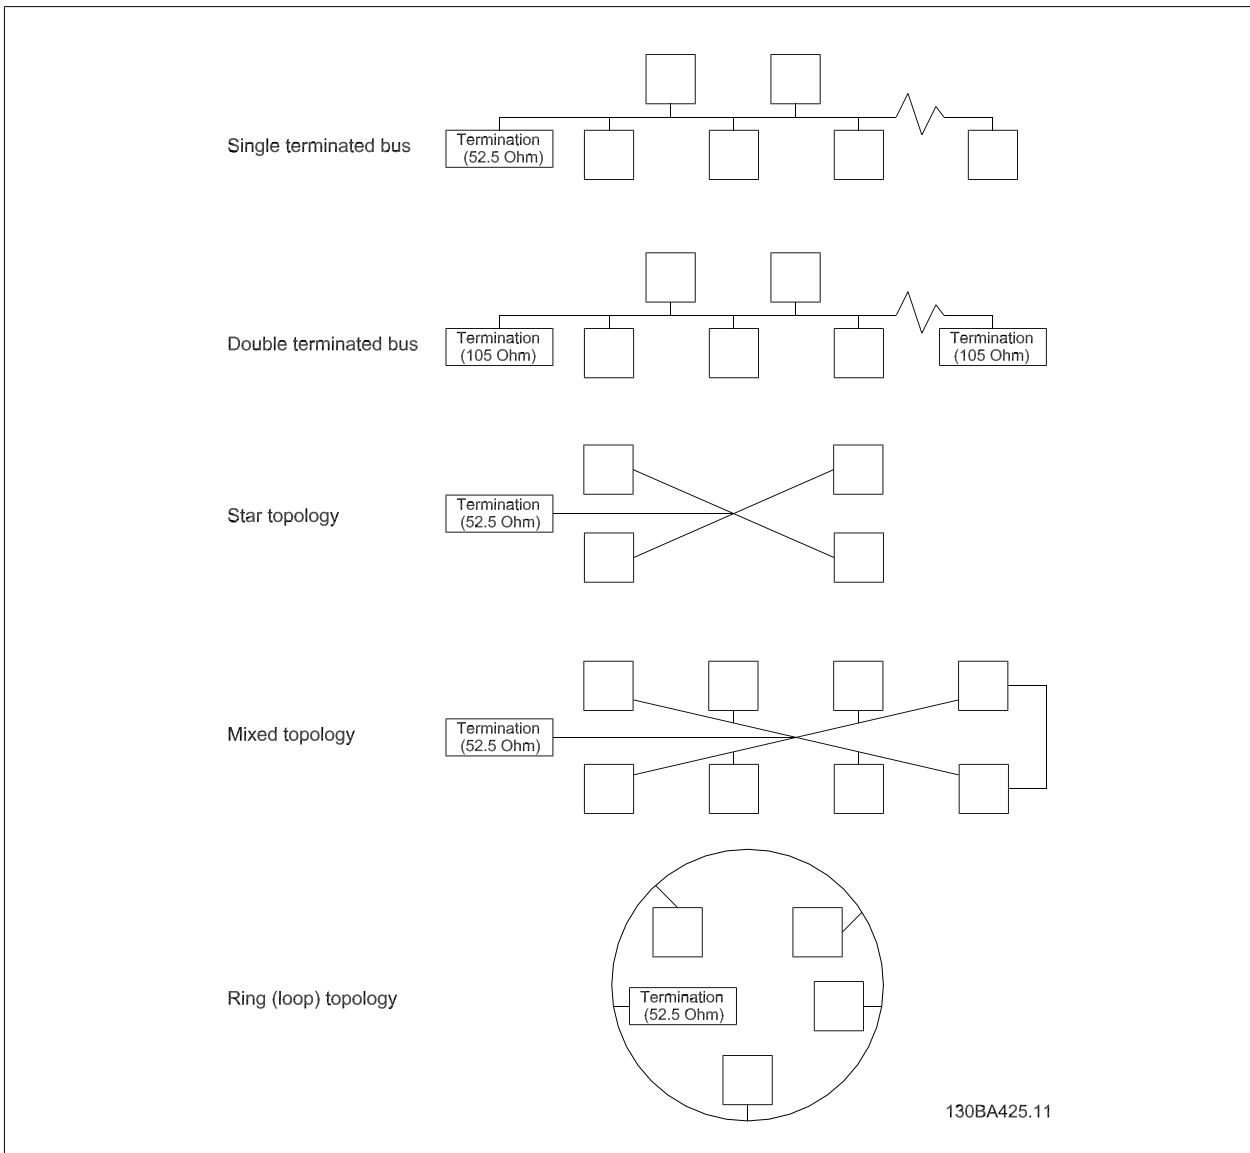 Single terminated bus
Termination
(52.5 Ohm)
Double terminated bus
Termination
(105 Ohm)
Termination
(105 Ohm)
Star topology
Termination
(52.5 Ohm)
Mixed topology
Termination
(52.5 Ohm)
Ring (loop) topology
Termination
(52.5 Ohm)
130BA425.11